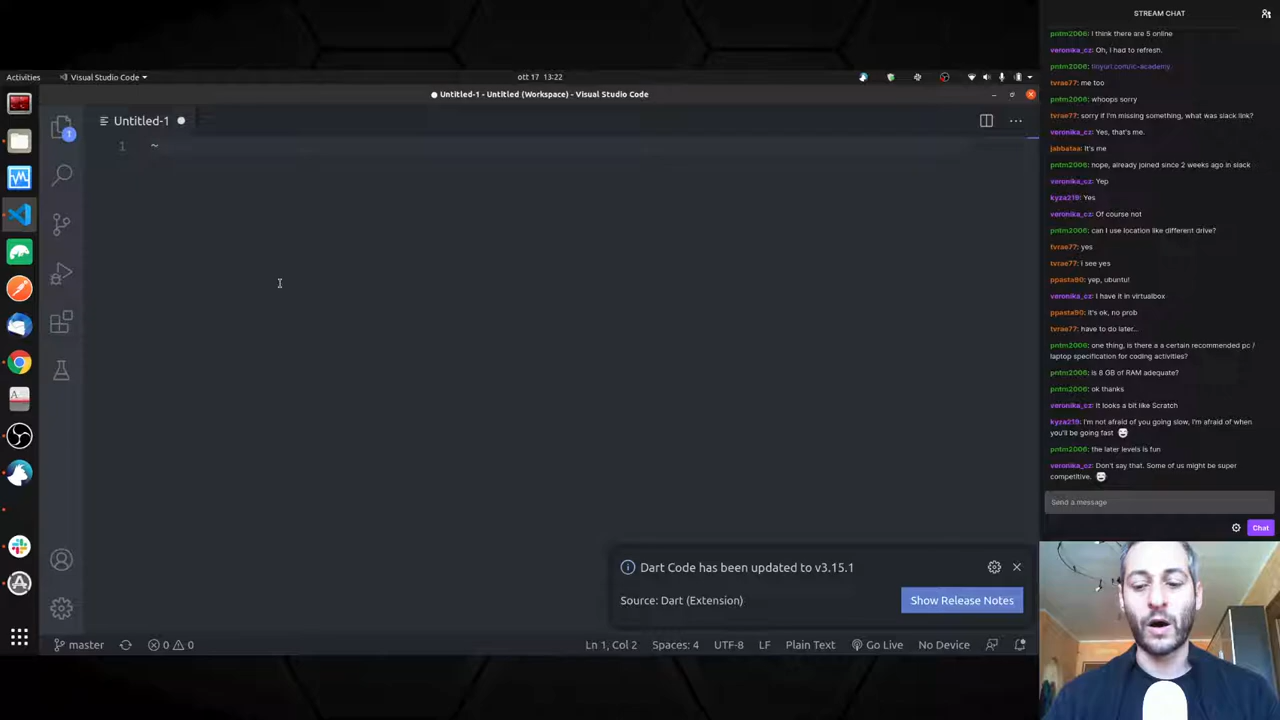 STREAM CHAT
pntm2006: I think there are 5 online
veronika_cz: Oh, i had to refresh.
pntm2006: tinyurl.com/ic-academy
tvrae77: me too
pntm2006: whoops sorry
tvrae77: sorry if I'm missing something, what was slack link?
veronika_cz: Yes, that's me.
jabbataa: It's me
pntm2006: nope, already joined since 2 weeks ago in slack
veronika_cz: Yep
kyza219: Yes
veronika_cz: Of course not
pntm2006: can I use location like different drive?
tvrae77: yes
tvrae77: i see yes
ppasta90: yep, ubuntu!
veronika_cz: I have it in virtualbox
ppasta90: it's ok, no prob
tvrae77: have to do later...
pntm2006: one thing, is there a a certain recommended pc /
laptop specification for coding activities?
pntm2006: is 8 GB of RAM adequate?
pntm2006: ok thanks
veronika_cz: It looks a bit like Scratch
kyza219: I'm not afraid of you going slow, I'm afraid of when
you'll be going fast
pntm2006: the later levels is fun
veronika_cz: Don't say that. Some of us might be super
competitive.
Send a message
Chat
Activities
Visual Studio Code
ott 17 13:22
Untitled-1 - Untitled (Workspace) - Visual Studio Code
Untitled-1
1
1 ~
Dart Code has been updated to v3.15.1
Source: Dart (Extension)
Show Release Notes
master
0 0
Ln 1, Col 2
Spaces: 4
UTF-8
LF
Plain Text
Go Live
No Device